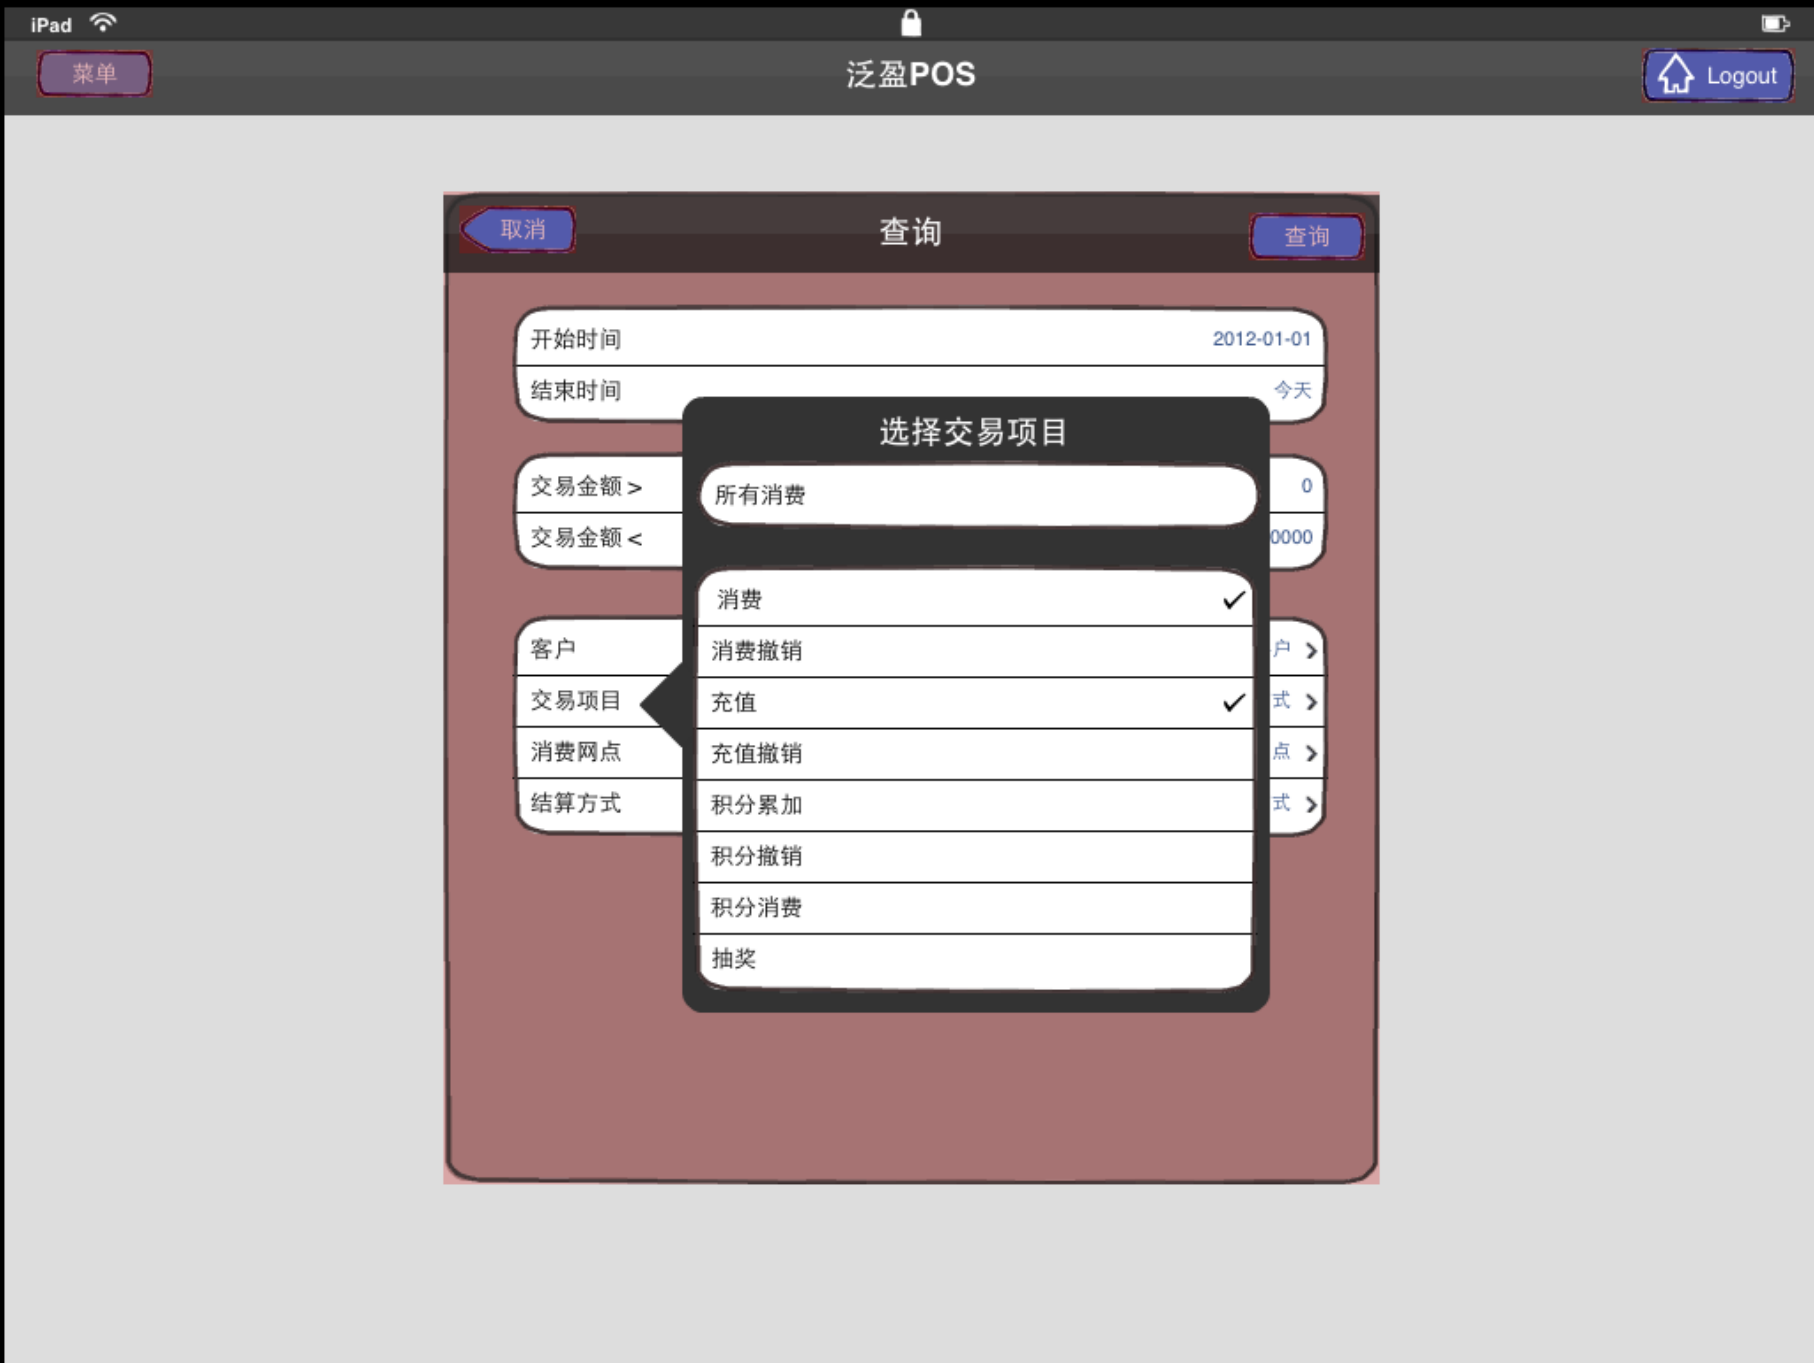 iPad
菜单
泛盈POS
Logout
取消
查询
查询
开始时间
2012-01-01
结束时间
今天
选择交易项目
交易金额 >
0
所有消费
交易金额 <
0000
消费
客户
户
消费撤销
交易项目
式
充值
消费网点
点
充值撤销
结算方式
式
积分累加
积分撤销
积分消费
抽奖